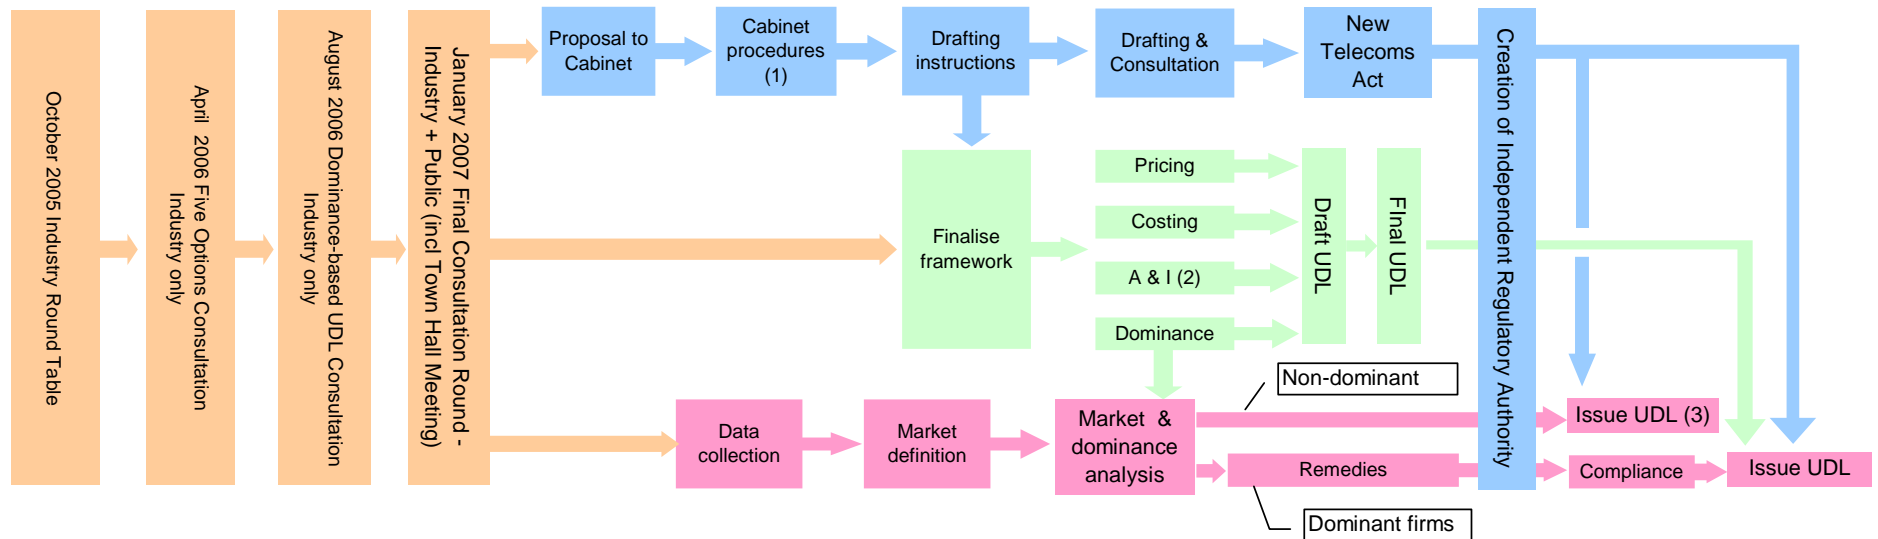 October 2005 Industry Round Table
April  2006 Five Options Consultation
Industry only
August 2006 Dominance-based UDL Consultation
Industry only
January 2007 Final Consultation Round -
Industry + Public (incl Town Hall Meeting)
Proposal to
Cabinet
Cabinet
procedures
(1)
Drafting
instructions
Drafting &
Consultation
New
Telecoms
Act
Creation of Independent Regulatory Authority
Finalise
framework
Pricing
Costing
A & I (2)
Dominance
Draft UDL
FInal UDL
Data
collection
Market
definition
Market  &
dominance
analysis
Non-dominant
Remedies
Dominant firms
Issue UDL (3)
Compliance
Issue UDL